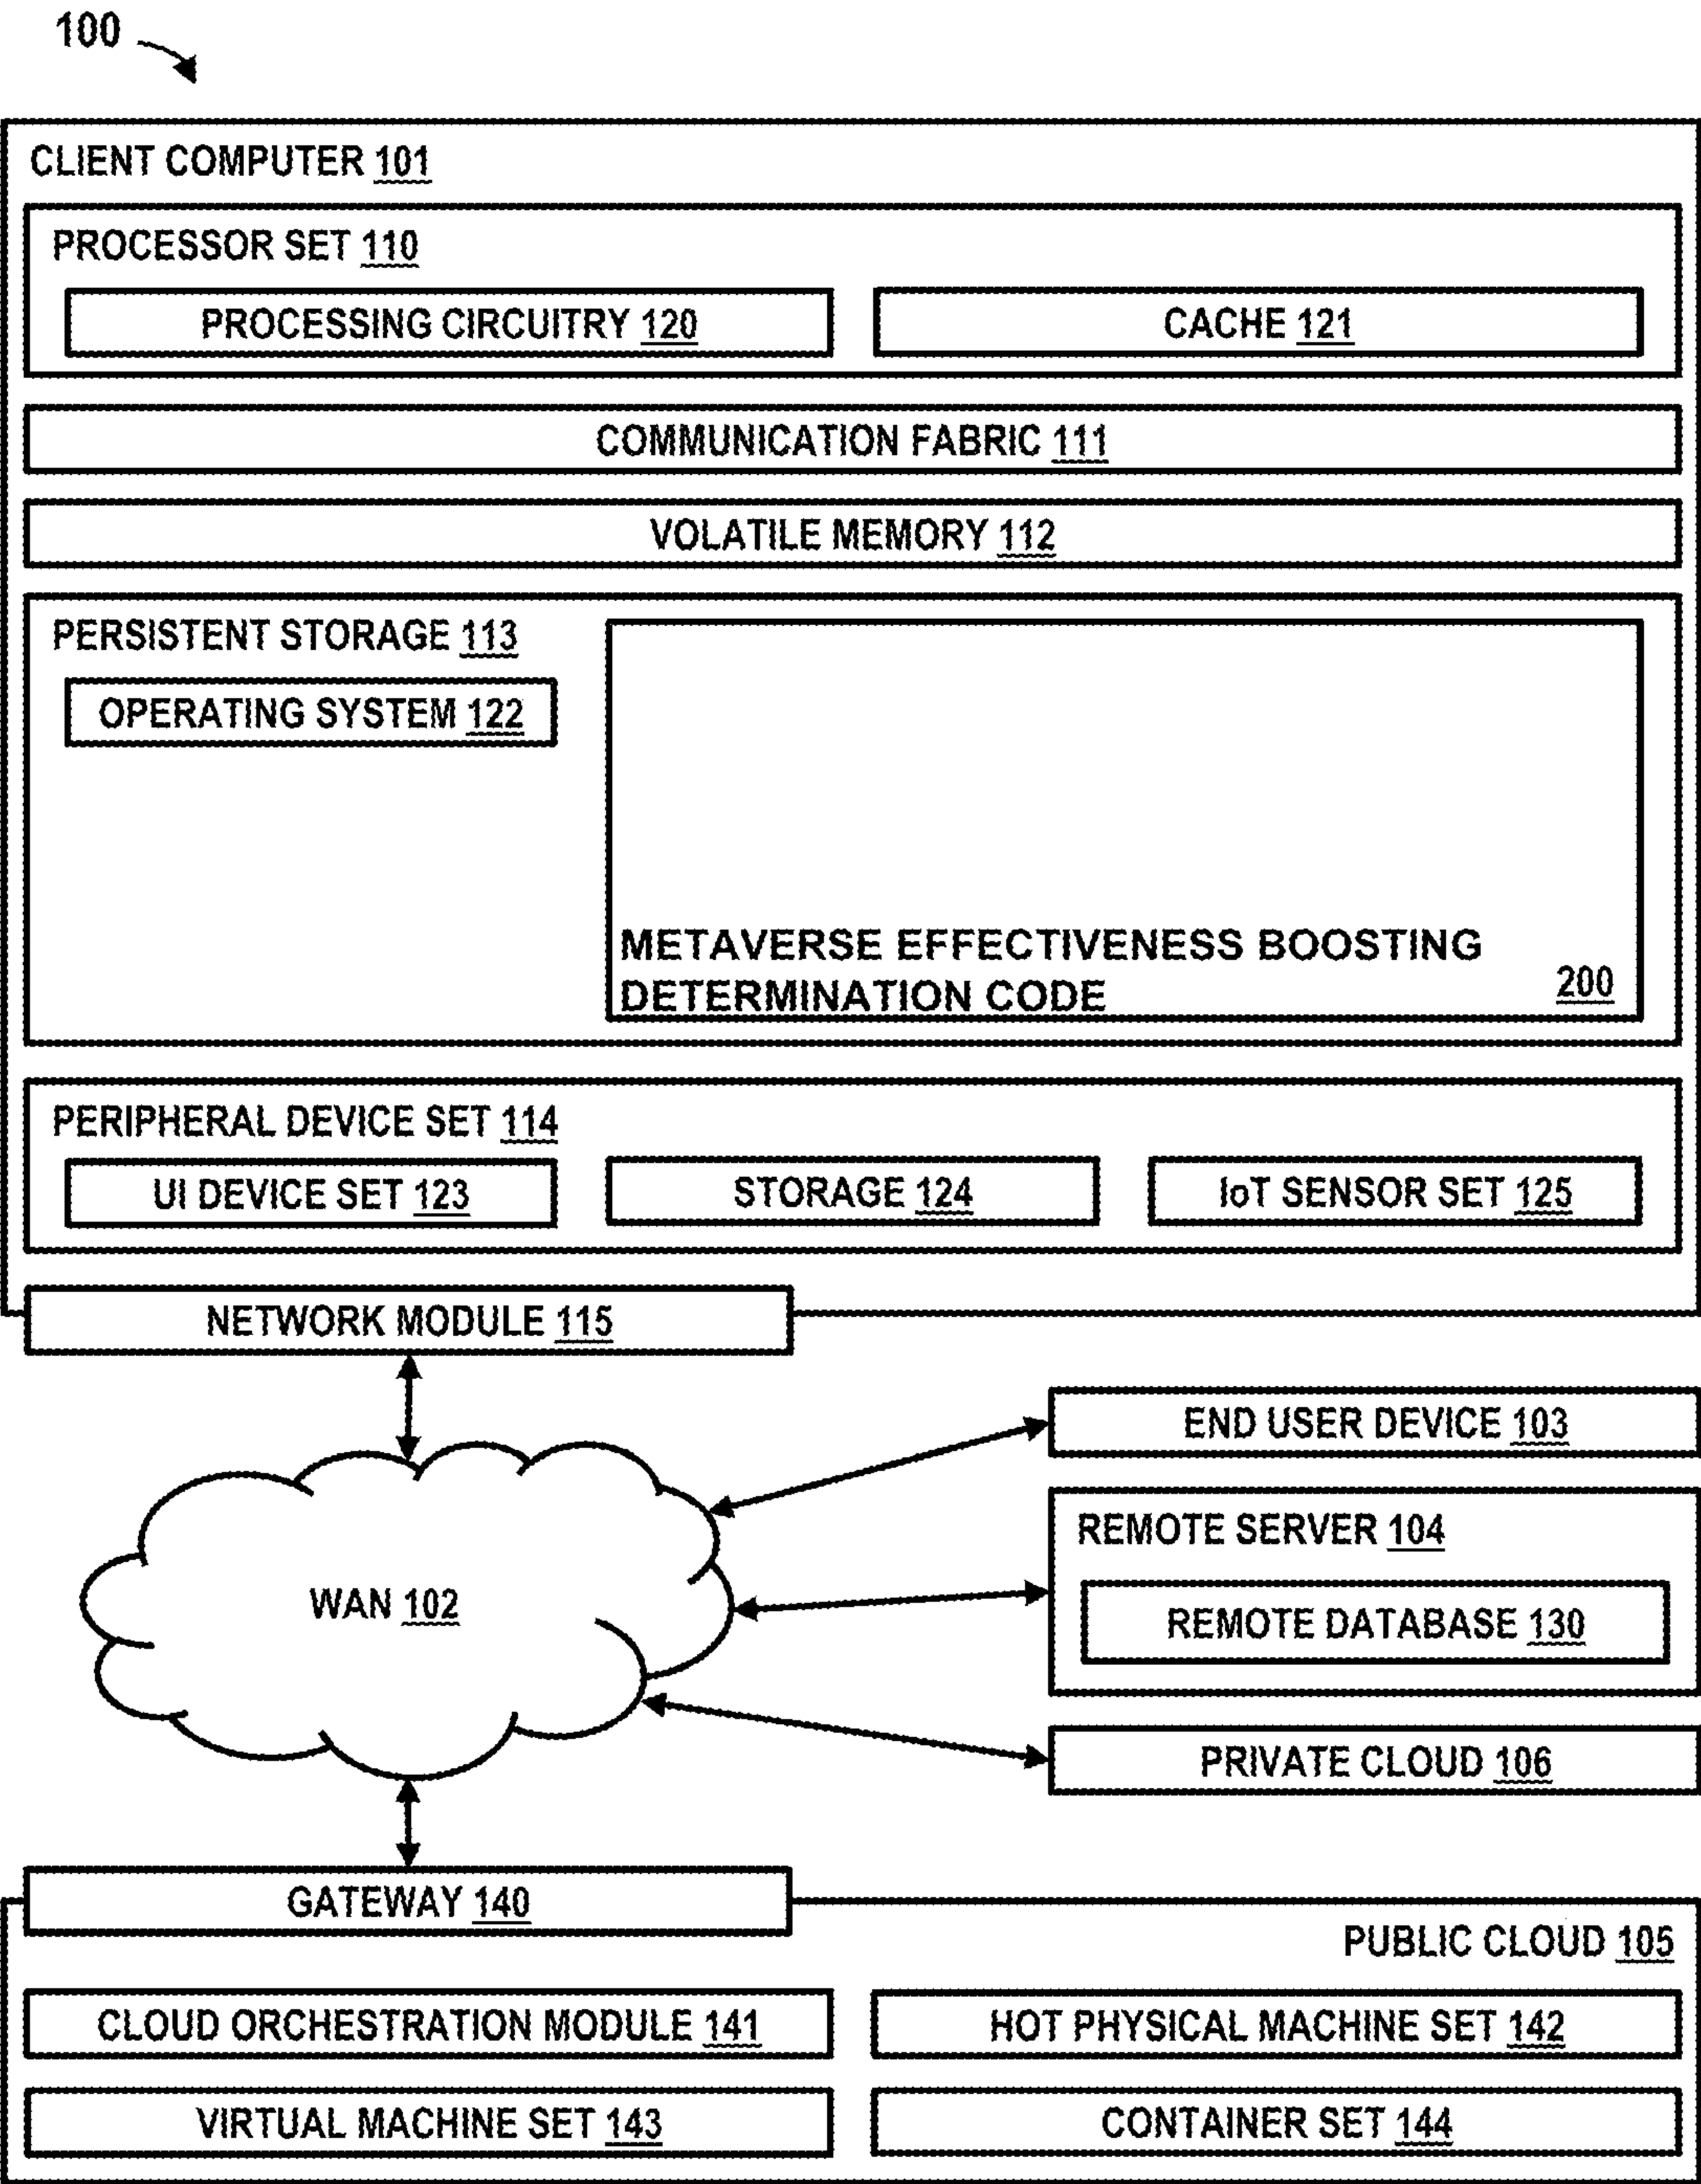 100
CLIENT COMPUTER 101
PROCESSOR SET 110
PROCESSING CIRCUITRY 120
CACHE 121
COMMUNICATION FABRIC 111
VOLATILE MEMORY 112
PERSISTENT STORAGE 113
OPERATING SYSTEM 122
METAVERSE EFFECTIVENESS BOOSTING
DETERMINATION CODE
200
PERIPHERAL DEVICE SET 114
UI DEVICE SET 123
STORAGE 124
IoT SENSOR SET 125
NETWORK MODULE 115
END USER DEVICE 103
REMOTE SERVER 104
WAN 102
REMOTE DATABASE 130
PRIVATE CLOUD 106
GATEWAY 140
PUBLIC CLOUD 105
CLOUD ORCHESTRATION MODULE 141
HOT PHYSICAL MACHINE SET 142
VIRTUAL MACHINE SET 143
CONTAINER SET 144